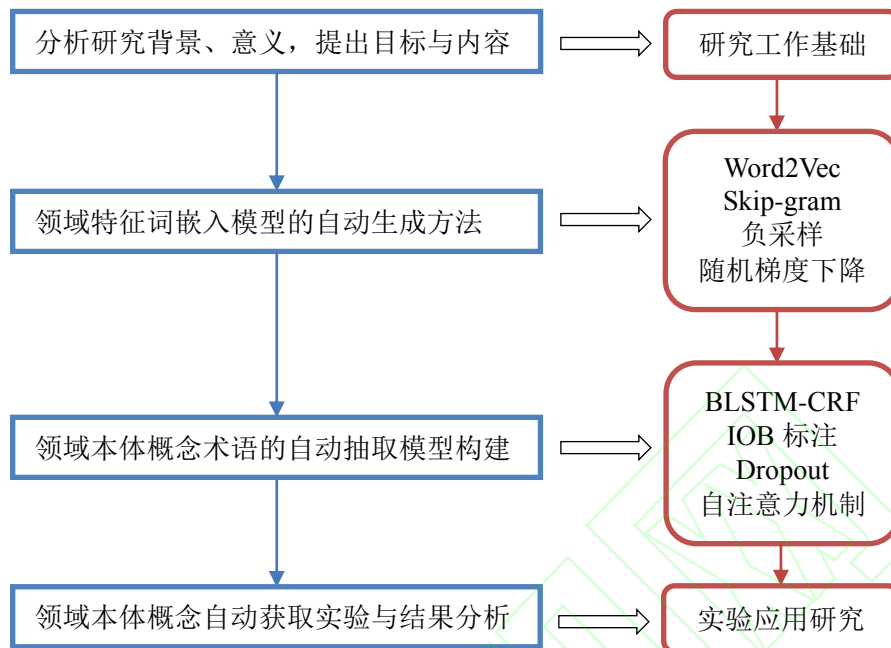 分析研究背景、意义，提出目标与内容
研究工作基础
领域特征词嵌入模型的自动生成方法
Word2Vec
Skip-gram
负采样
随机梯度下降
领域本体概念术语的自动抽取模型构建
BLSTM-CRF
IOB 标注
Dropout
自注意力机制
领域本体概念自动获取实验与结果分析
实验应用研究